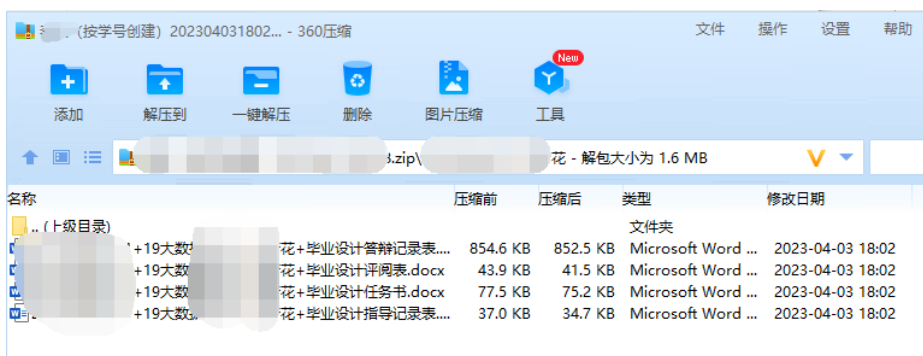 (按学号创建) 202304031802... - 360压缩 文件 操作 设置 帮助
New
添加 解压到 一键解压 删除 图片压缩 工具
.zip\ 花 - 解包大小为 1.6 MB
名称 压缩前 压缩后 类型 修改日期
.. (上级目录) 文件夹
+19大数 花+毕业设计答辩记录表.... 854.6 KB 852.5 KB Microsoft Word ... 2023-04-03 18:02
+19大数 花+毕业设计评阅表.docx 43.9 KB 41.5 KB Microsoft Word ... 2023-04-03 18:02
+19大数 花+毕业设计任务书.docx 77.5 KB 75.2 KB Microsoft Word ... 2023-04-03 18:02
+19大数 花+毕业设计指导记录表.... 37.0 KB 34.7 KB Microsoft Word ... 2023-04-03 18:02